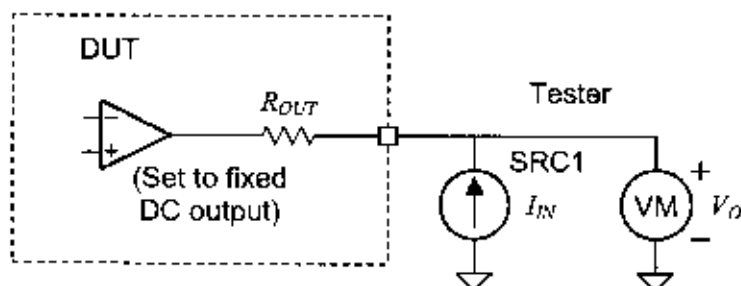 DUT
R_OUT
Tester
(Set to fixed
DC output)
SRC1
I_IN
VM
+
V_O
−